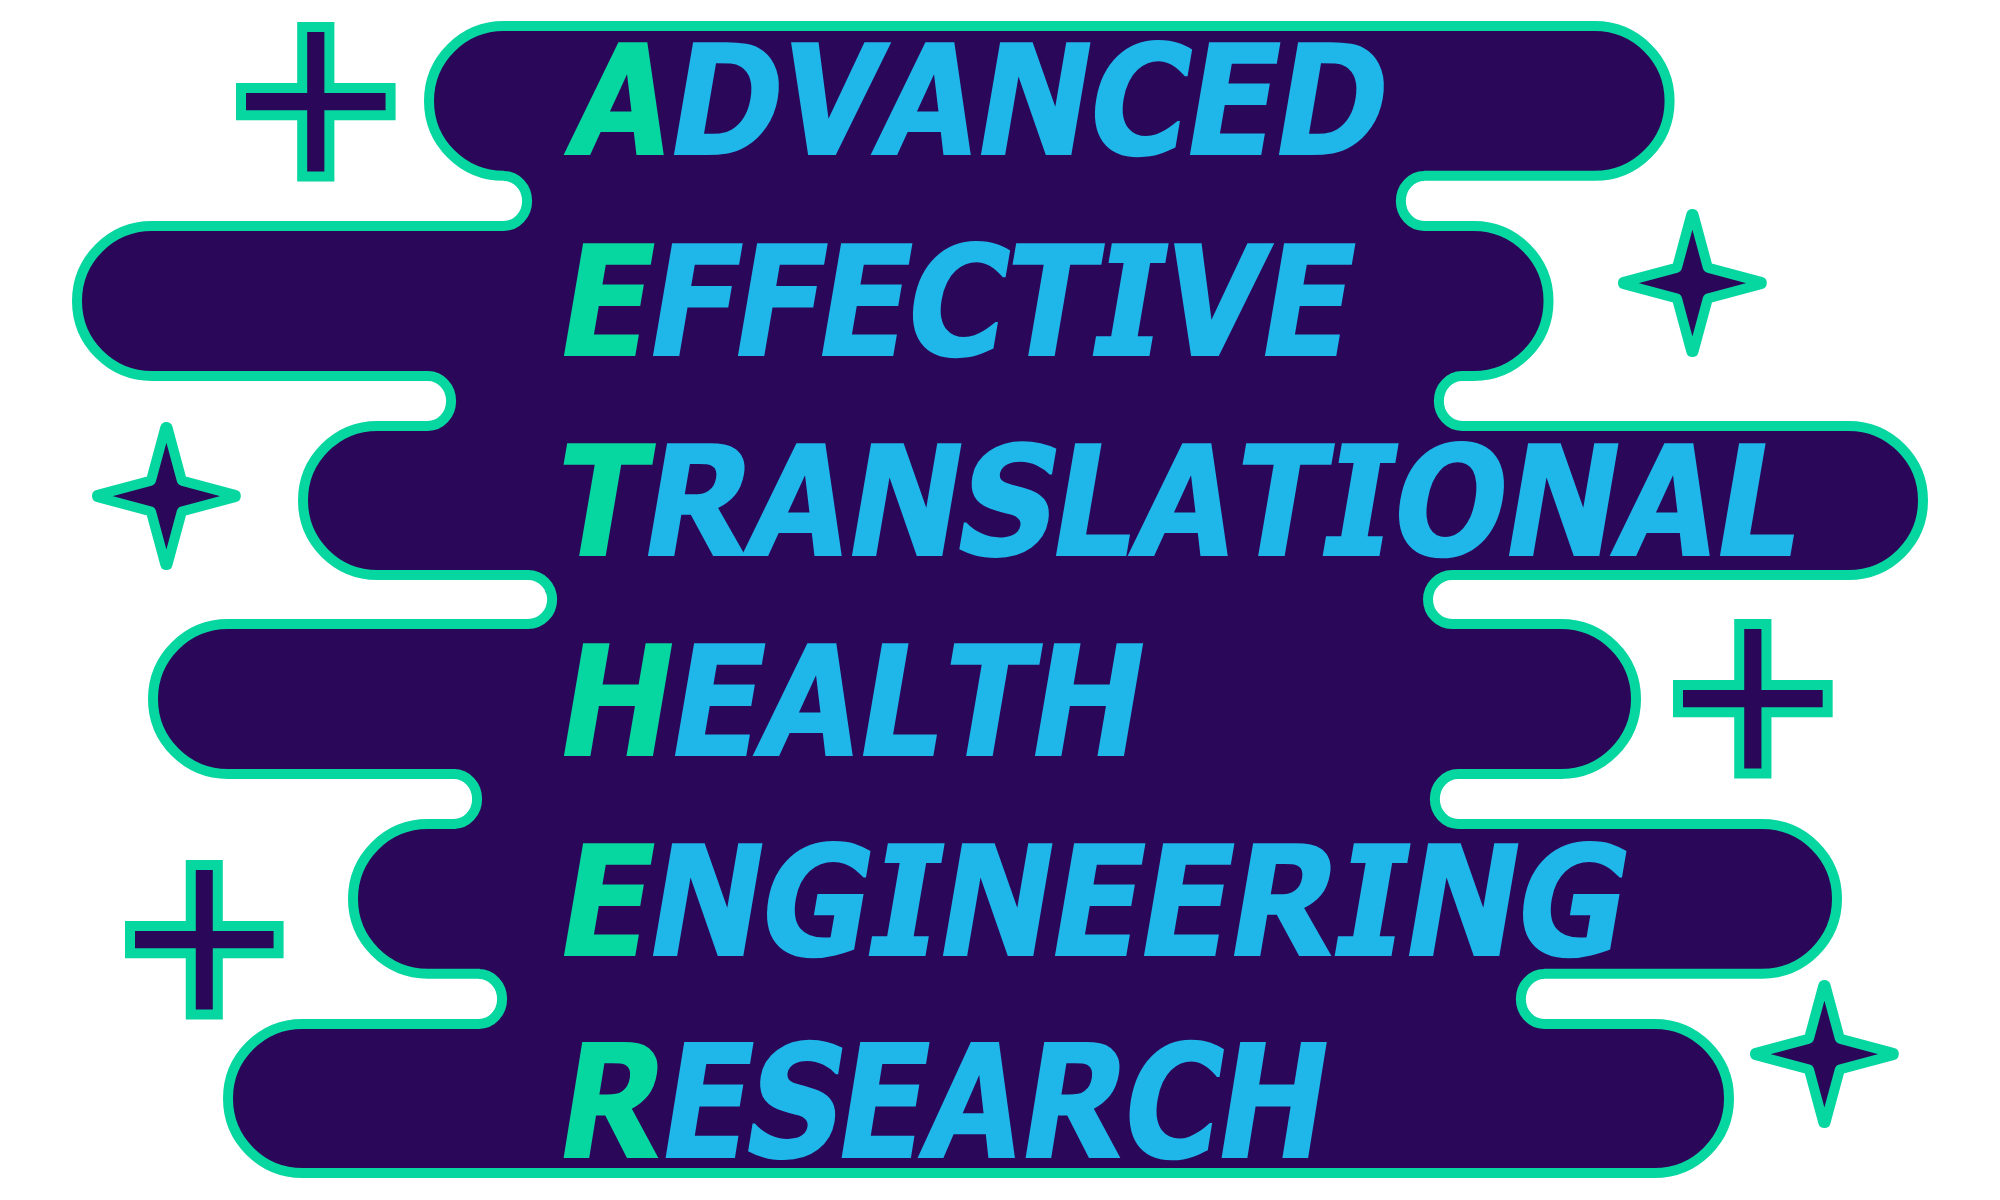 ADVANCED
EFFECTIVE
TRANSLATIONAL
HEALTH
ENGINEERING
RESEARCH